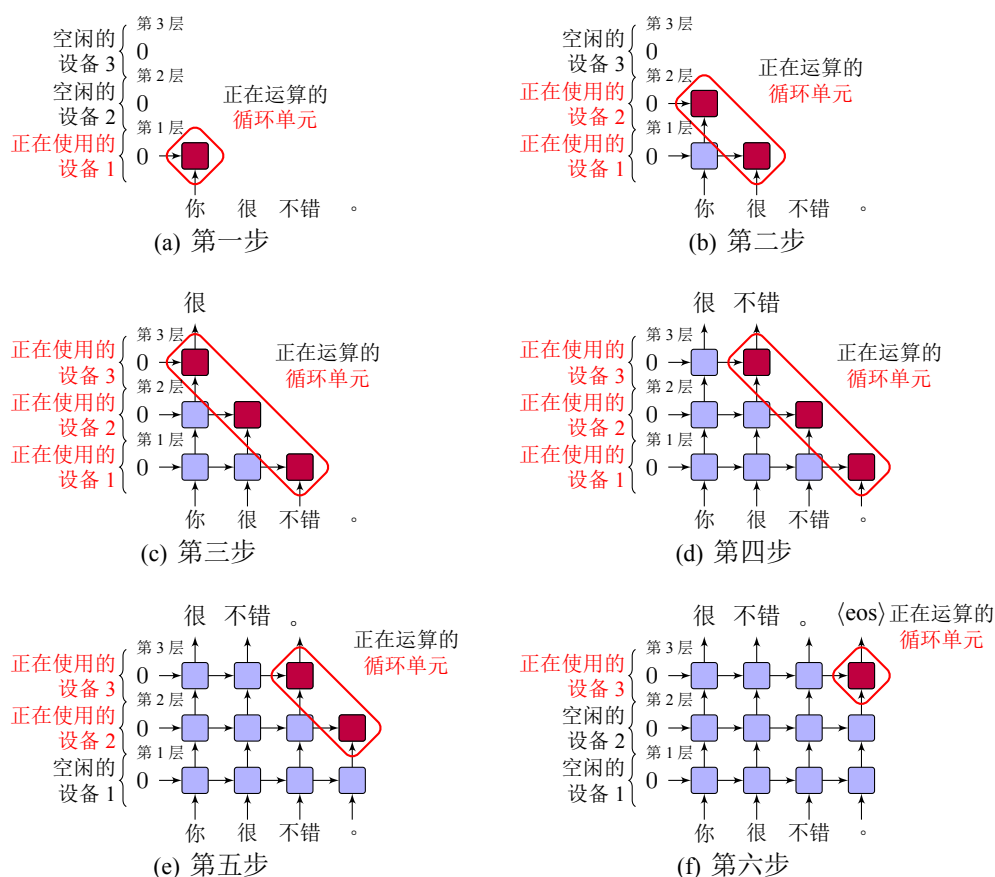 第 3 层
空闲的
设备 3
0
第 2 层
空闲的
设备 2
0
第 1 层
正在使用的
设备 1
0
正在运算的
循环单元
你 很 不错 。
(a) 第一步
第 3 层
空闲的
设备 3
0
第 2 层
正在使用的
设备 2
0
第 1 层
正在使用的
设备 1
0
正在运算的
循环单元
你 很 不错 。
(b) 第二步
很
第 3 层
正在使用的
设备 3
0
第 2 层
正在使用的
设备 2
0
第 1 层
正在使用的
设备 1
0
正在运算的
循环单元
你 很 不错 。
(c) 第三步
很 不错
第 3 层
正在使用的
设备 3
0
第 2 层
正在使用的
设备 2
0
第 1 层
正在使用的
设备 1
0
正在运算的
循环单元
你 很 不错 。
(d) 第四步
很 不错 。
第 3 层
正在使用的
设备 3
0
第 2 层
正在使用的
设备 2
0
第 1 层
空闲的
设备 1
0
正在运算的
循环单元
你 很 不错 。
(e) 第五步
很 不错 。 ⟨eos⟩
第 3 层
正在使用的
设备 3
0
第 2 层
空闲的
设备 2
0
第 1 层
空闲的
设备 1
0
正在运算的
循环单元
你 很 不错 。
(f) 第六步